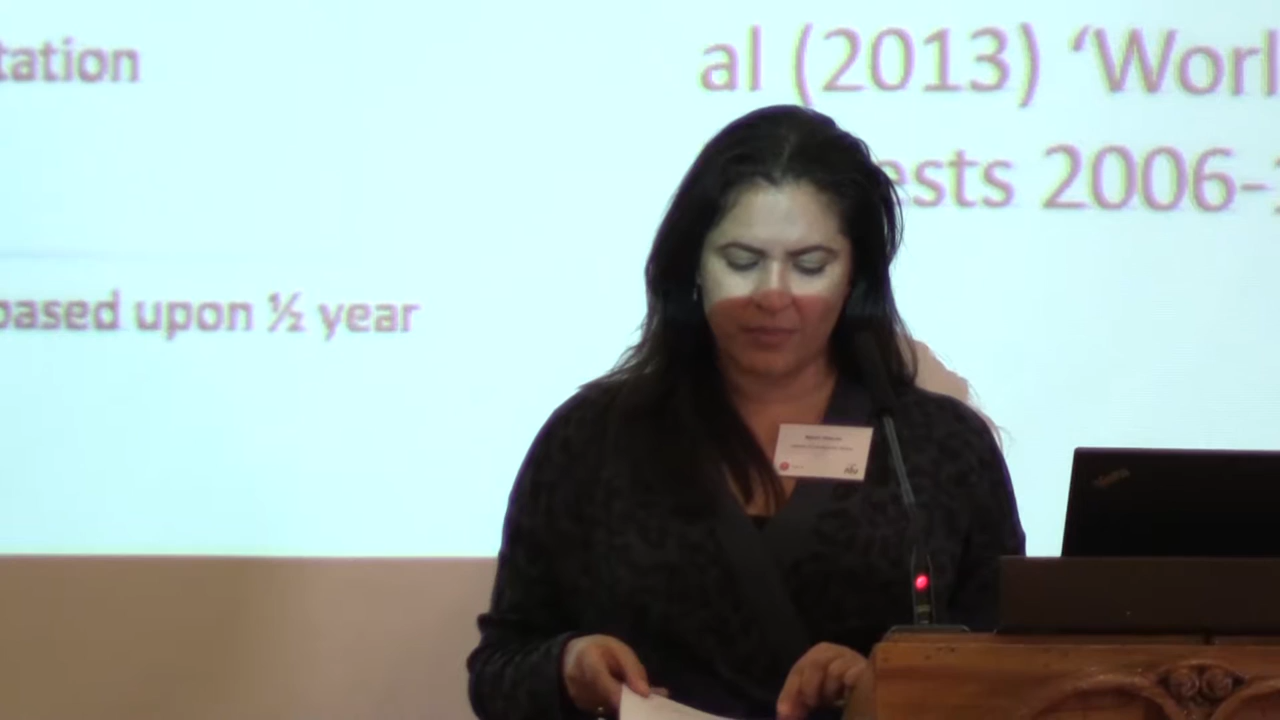 tation
al (2013) ‘Worl
ests 2006-
based upon ½ year